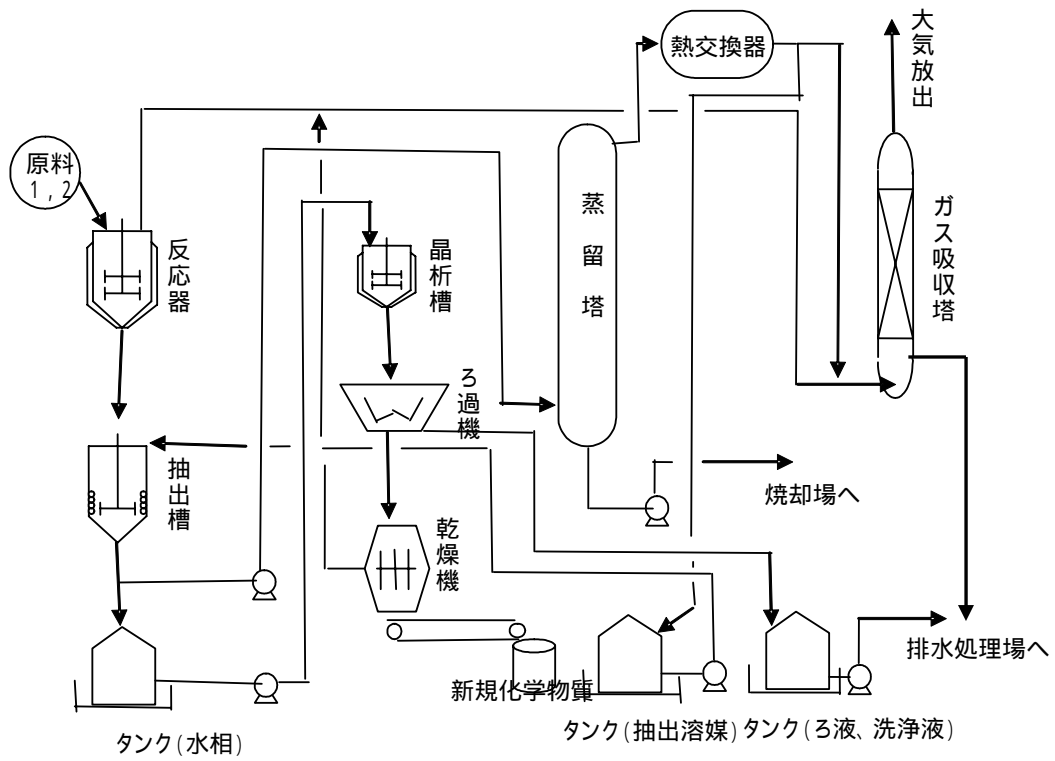 熱交換器
大気放出
原料
1，2
反応器
晶析槽
蒸留塔
ガス吸収塔
ろ過機
抽出槽
焼却場へ
乾燥機
排水処理場へ
新規化学物質
タンク(抽出溶媒)
タンク(ろ液、洗浄液)
タンク(水相)